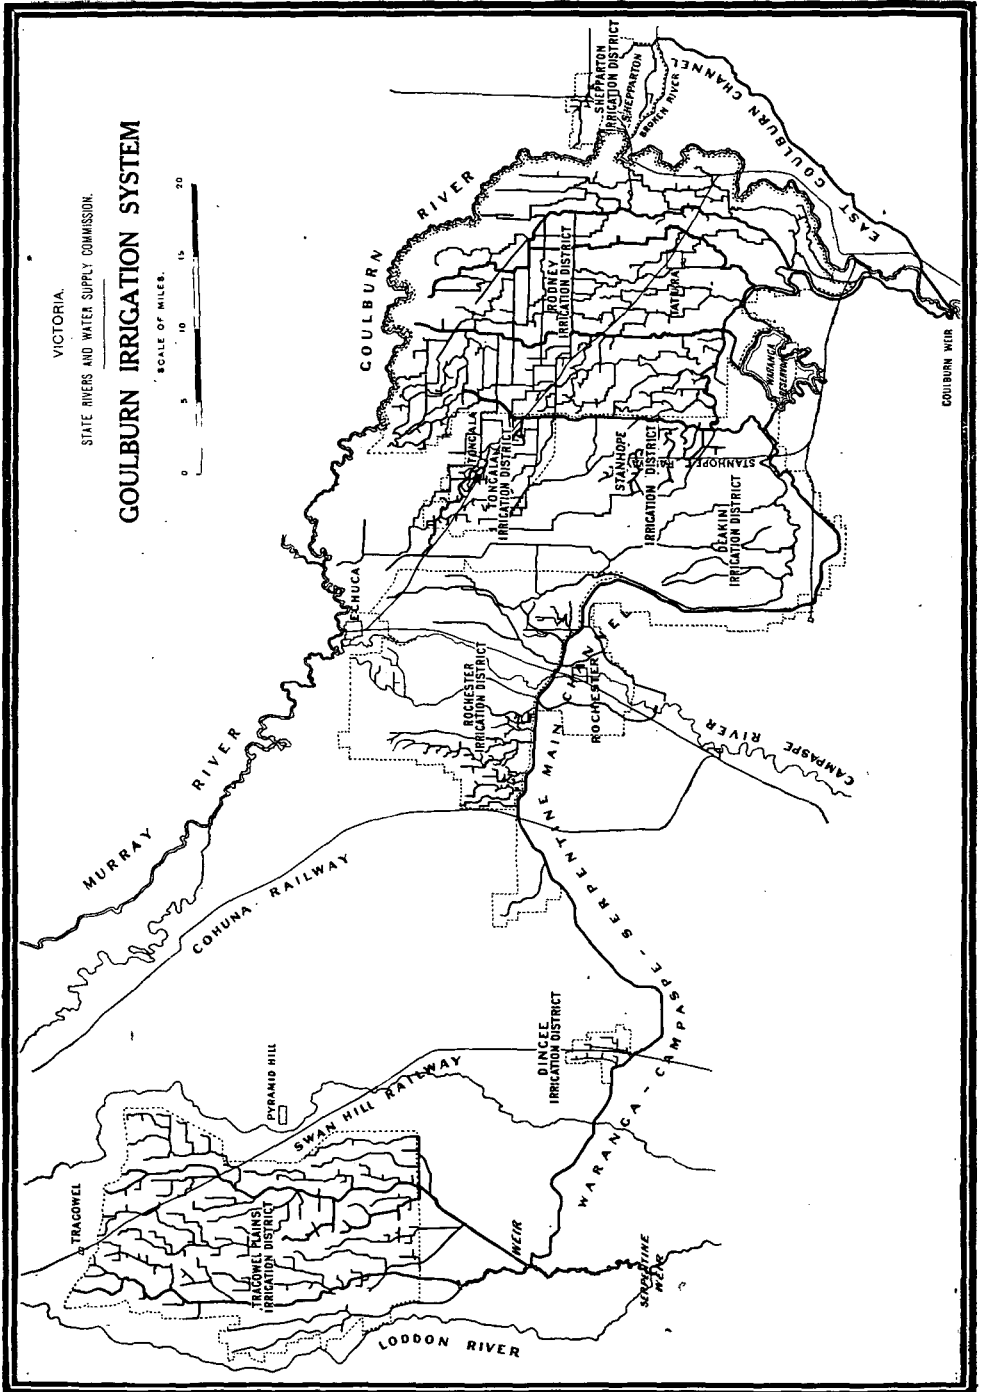 VICTORIA.
STATE RIVERS AND WATER SUPPLY COMMISSION.
GOULBURN IRRIGATION SYSTEM
SCALE OF MILES.
0 5 10 15 20
MURRAY RIVER
GOULBURN RIVER
COHUNA RAILWAY
SWAN HILL RAILWAY
TRAGOWEL
PYRAMID HILL
TRAGOWEL PLAINS
IRRIGATION DISTRICT
LODDON RIVER
WEIR
SERPENTINE
WEIR
DINGEE
IRRIGATION DISTRICT
WARANGA - CAMPASPE - SERPENTINE MAIN CHANNEL
ROCHESTER
IRRIGATION DISTRICT
ROCHESTER
CAMPASPE
RIVER
ECHUCA
TONGALA
TONGALA
IRRIGATION DISTRICT
STANHOPE
IRRIGATION DISTRICT
STANHOPE
DEAKIN
IRRIGATION DISTRICT
RODNEY
IRRIGATION DISTRICT
TATURA
WARANGA
RESERVOIR
SHEPPARTON
IRRIGATION DISTRICT
SHEPPARTON
BROKEN RIVER
EAST GOULBURN CHANNEL
GOULBURN WEIR